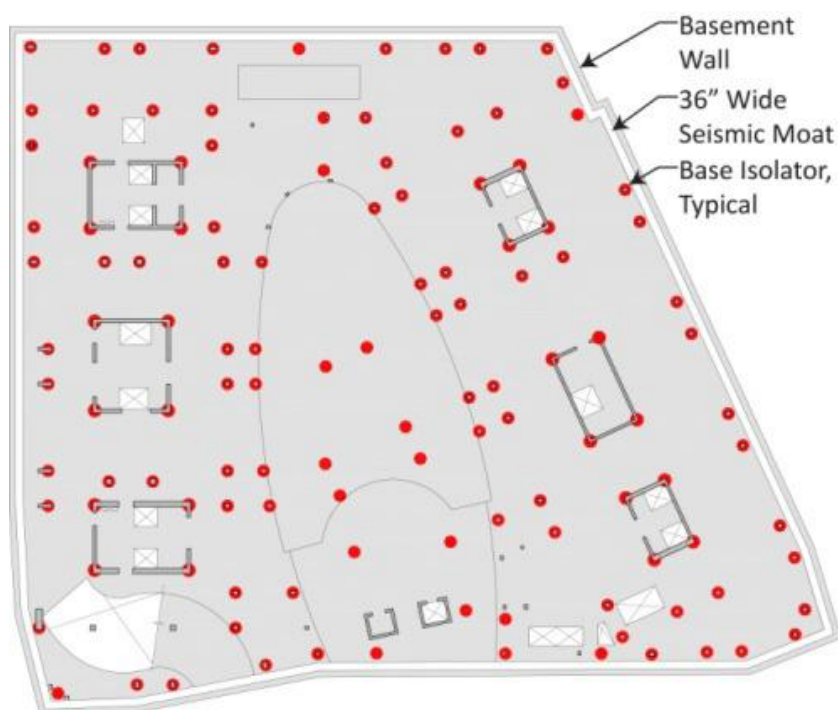 Basement
Wall
36” Wide
Seismic Moat
Base Isolator,
Typical